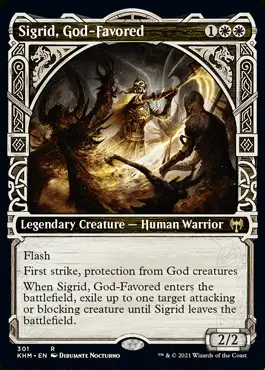 Sigrid, God-Favored 1
Legendary Creature — Human Warrior
Flash
First strike, protection from God creatures
When Sigrid, God-Favored enters the
battlefield, exile up to one target attacking
or blocking creature until Sigrid leaves the
battlefield.
2/2
301 R
KHM • EN DIBUJANTE NOCTURNO ™ & © 2021 Wizards of the Coast